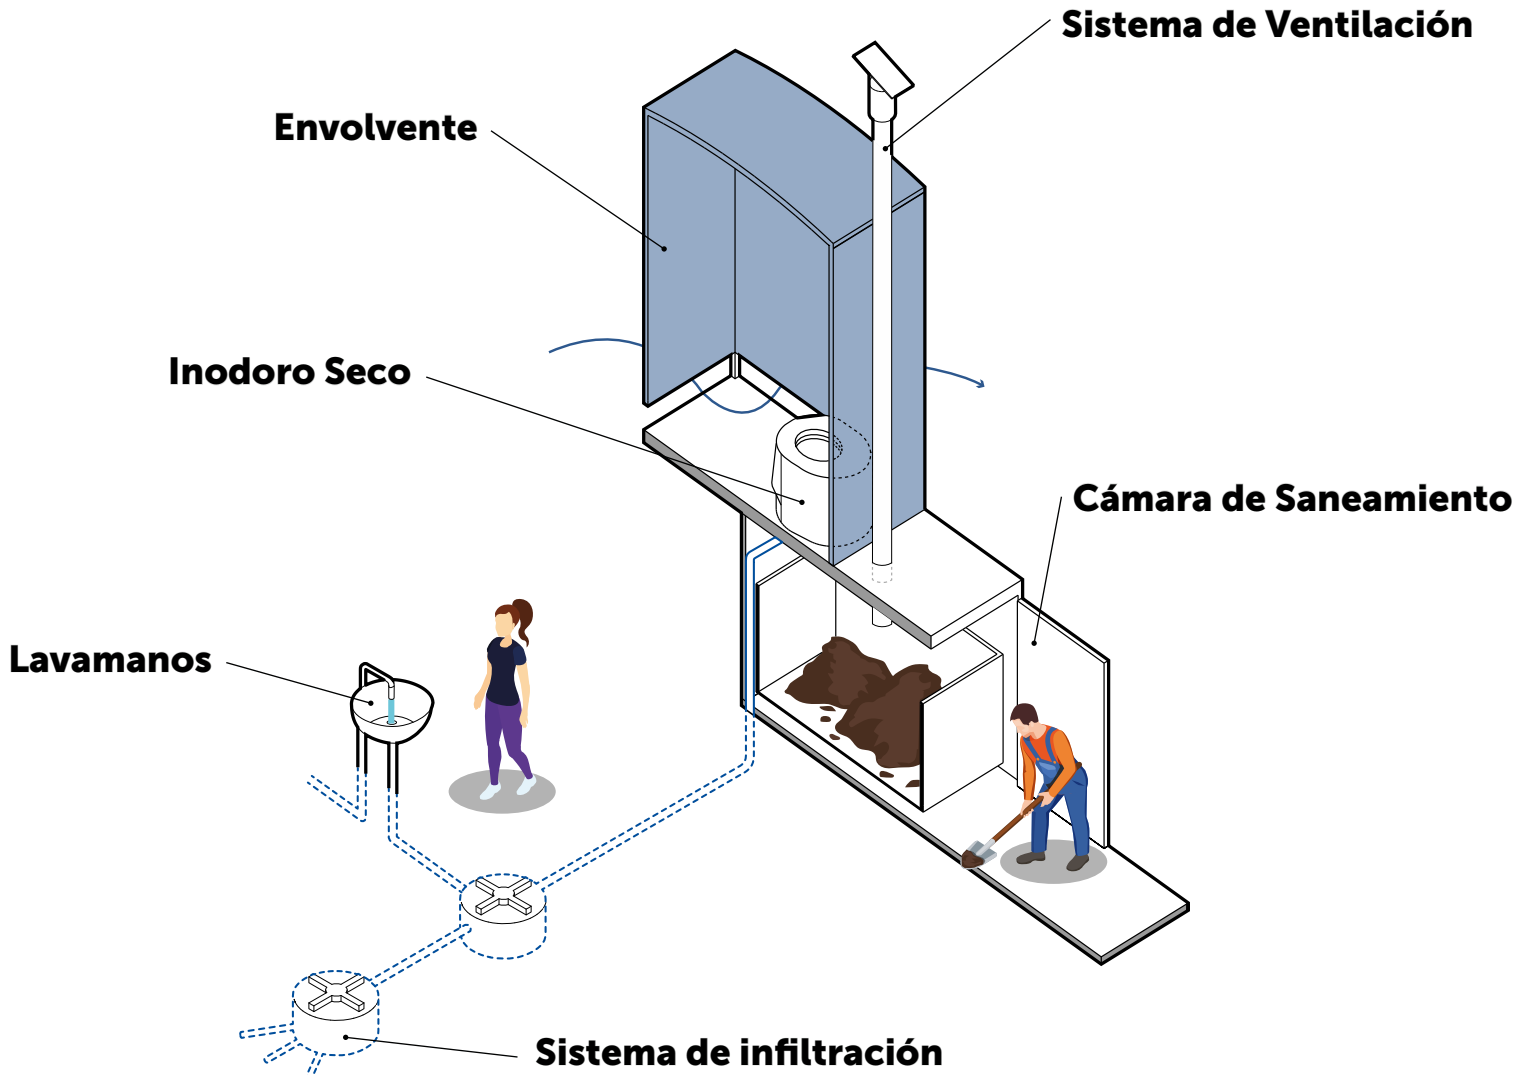 Sistema de Ventilación
Envolvente
Inodoro Seco
Cámara de Saneamiento
Lavamanos
Sistema de infiltración